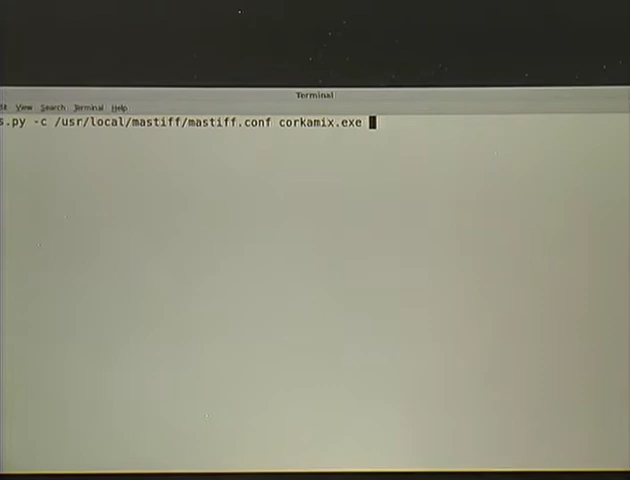 Terminal
View Search Terminal Help
s.py -c /usr/local/mastiff/mastiff.conf corkamix.exe